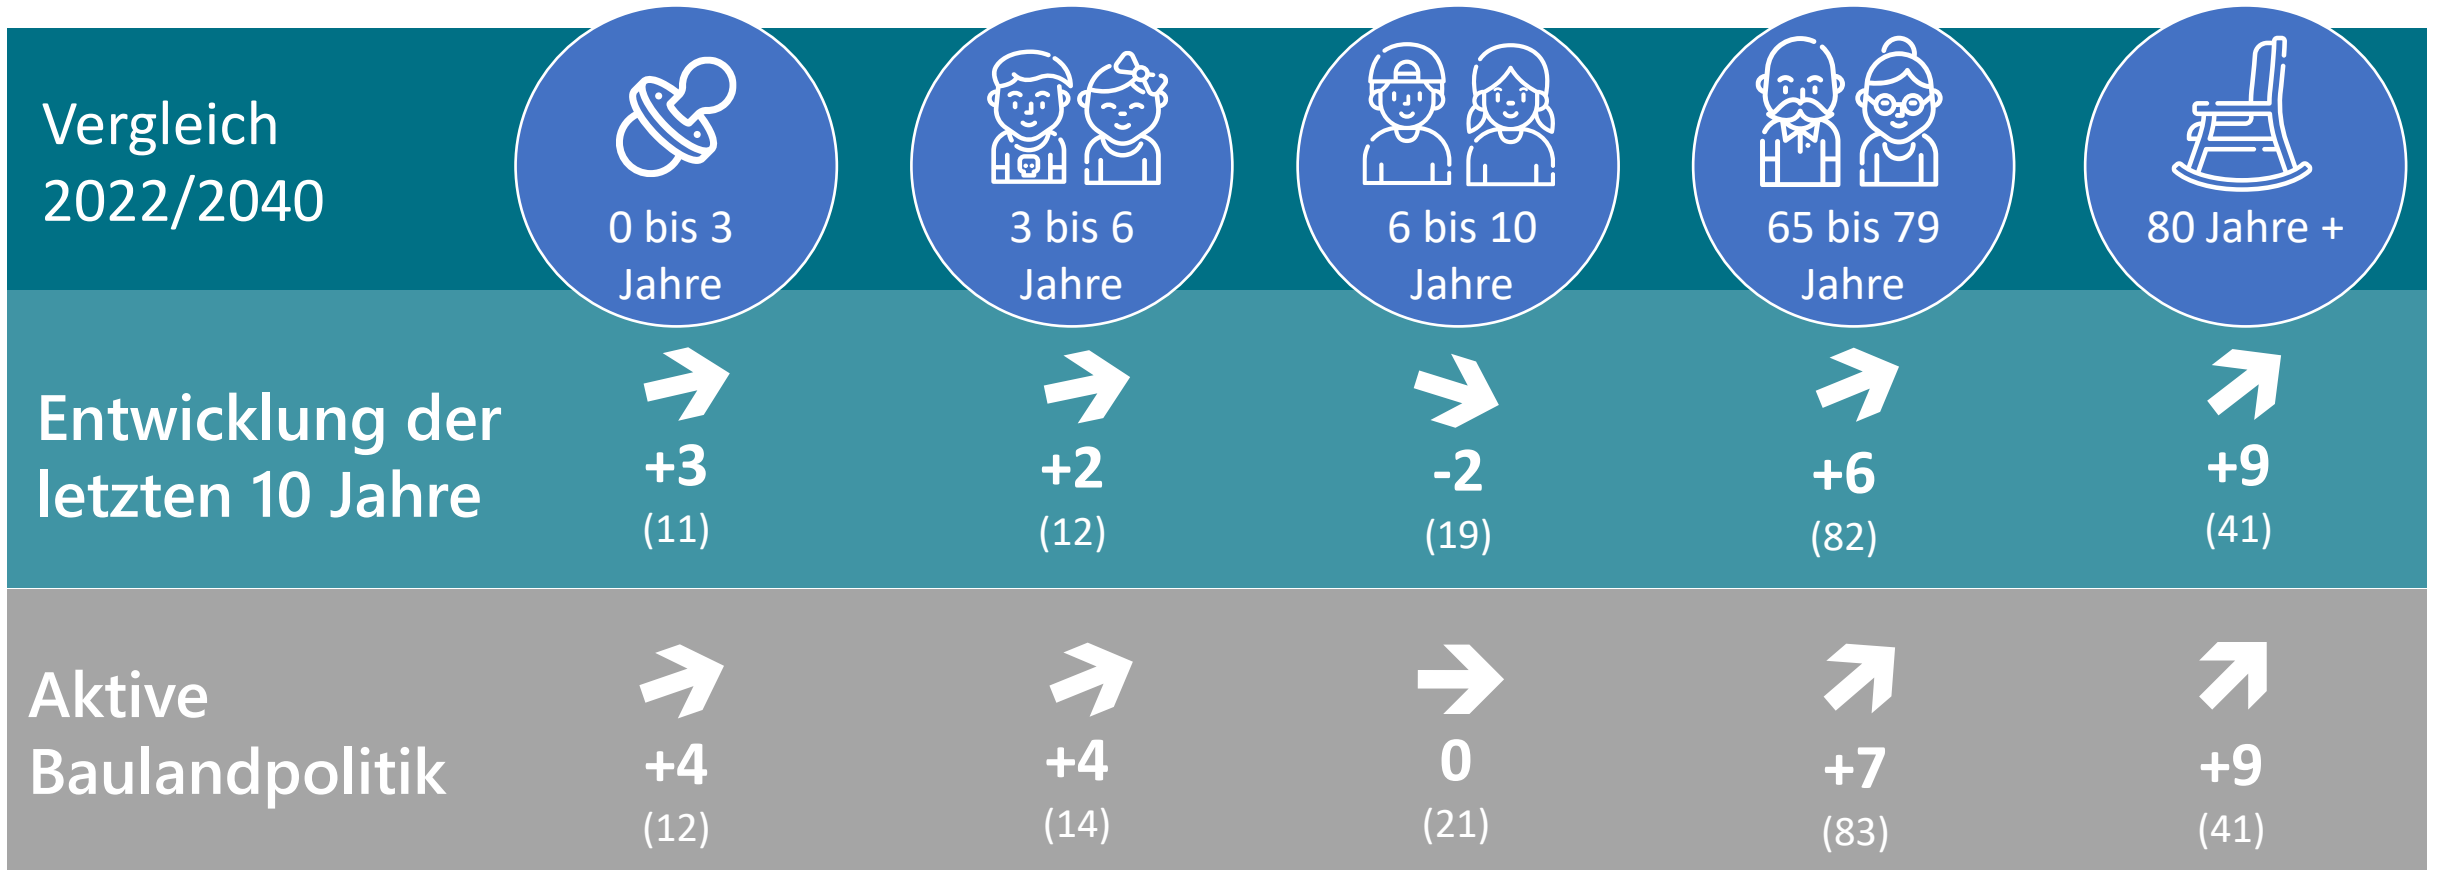 Vergleich
2022/2040
0 bis 3
Jahre
3 bis 6
Jahre
6 bis 10
Jahre
65 bis 79
Jahre
80 Jahre +
Entwicklung der
letzten 10 Jahre
+3
(11)
+2
(12)
-2
(19)
+6
(82)
+9
(41)
Aktive
Baulandpolitik
+4
(12)
+4
(14)
0
(21)
+7
(83)
+9
(41)